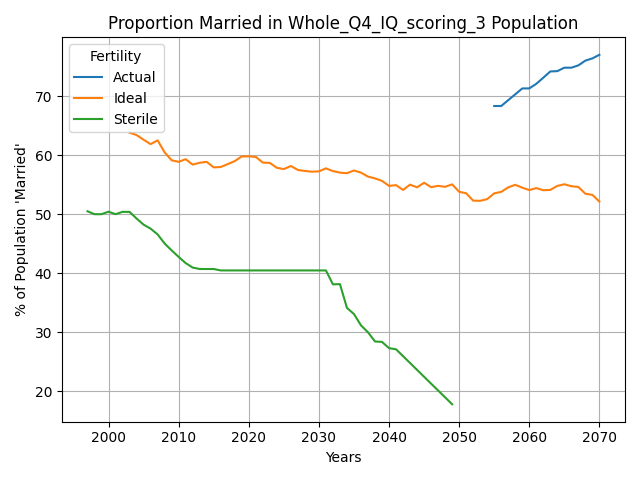 Proportion Married in Whole_Q4_IQ_scoring_3 Population
% of Population 'Married'
70
60
50
40
30
20
Fertility
Actual
Ideal
Sterile
2000 2010 2020 2030 2040 2050 2060 2070
Years